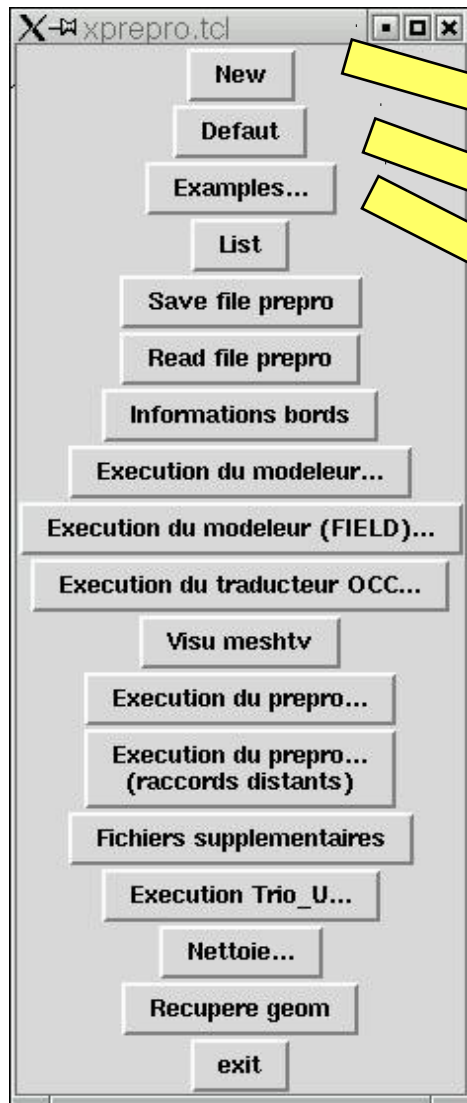 xprepro.tcl
New
Defaut
Examples...
List
Save file prepro
Read file prepro
Informations bords
Execution du modeleur...
Execution du modeleur (FIELD)...
Execution du traducteur OCC...
Visu meshtv
Execution du prepro...
Execution du prepro...
(raccords distants)
Fichiers supplementaires
Execution Trio_U...
Nettoie...
Recupere geom
exit